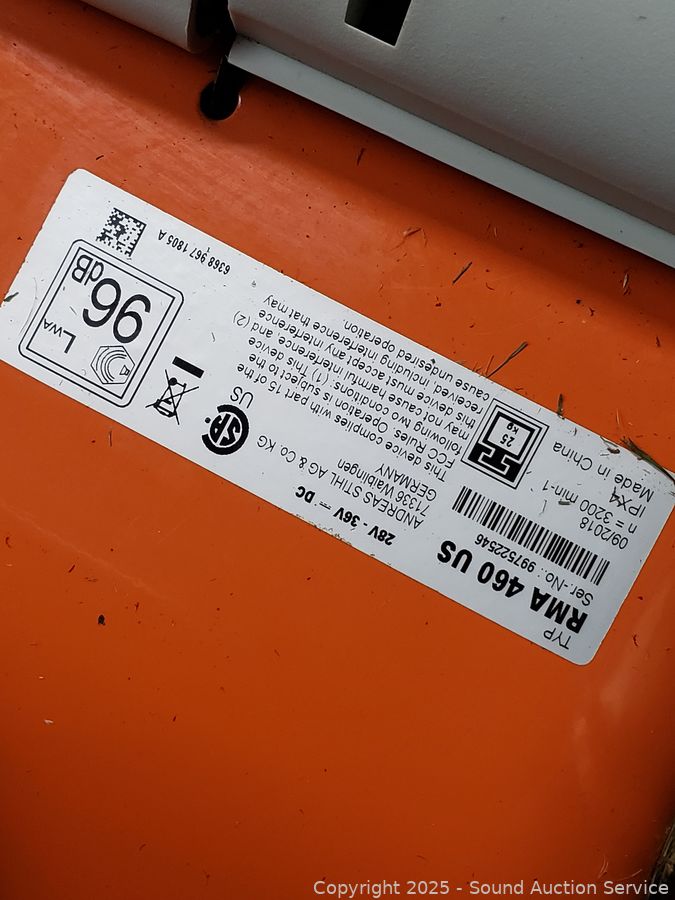 TYP
RMA 460 US
Ser.-No.: 997522546
09/2018
n = 3200 min-1
IPX4
Made in China
25
kg
28V - 36V DC
ANDREAS STIHL AG & Co. KG
71336 Waiblingen
GERMANY
This device complies with part 15 of the
FCC Rules. Operation is subject to the
following two conditions: (1) This device
may not cause harmful interference and (2)
this device must accept any interference
received, including interference that may
cause undesired operation.
SP
US
LWA
96
dB
6368 967 1805 A
Copyright 2025 - Sound Auction Service